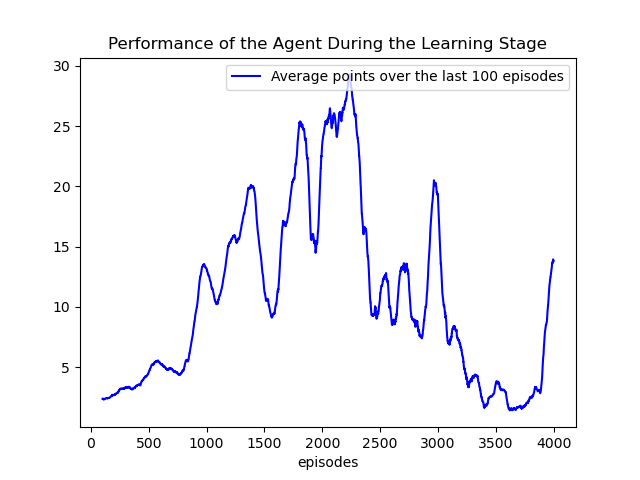 Performance of the Agent During the Learning Stage
Average points over the last 100 episodes
30
25
20
15
10
5
0 500 1000 1500 2000 2500 3000 3500 4000
episodes